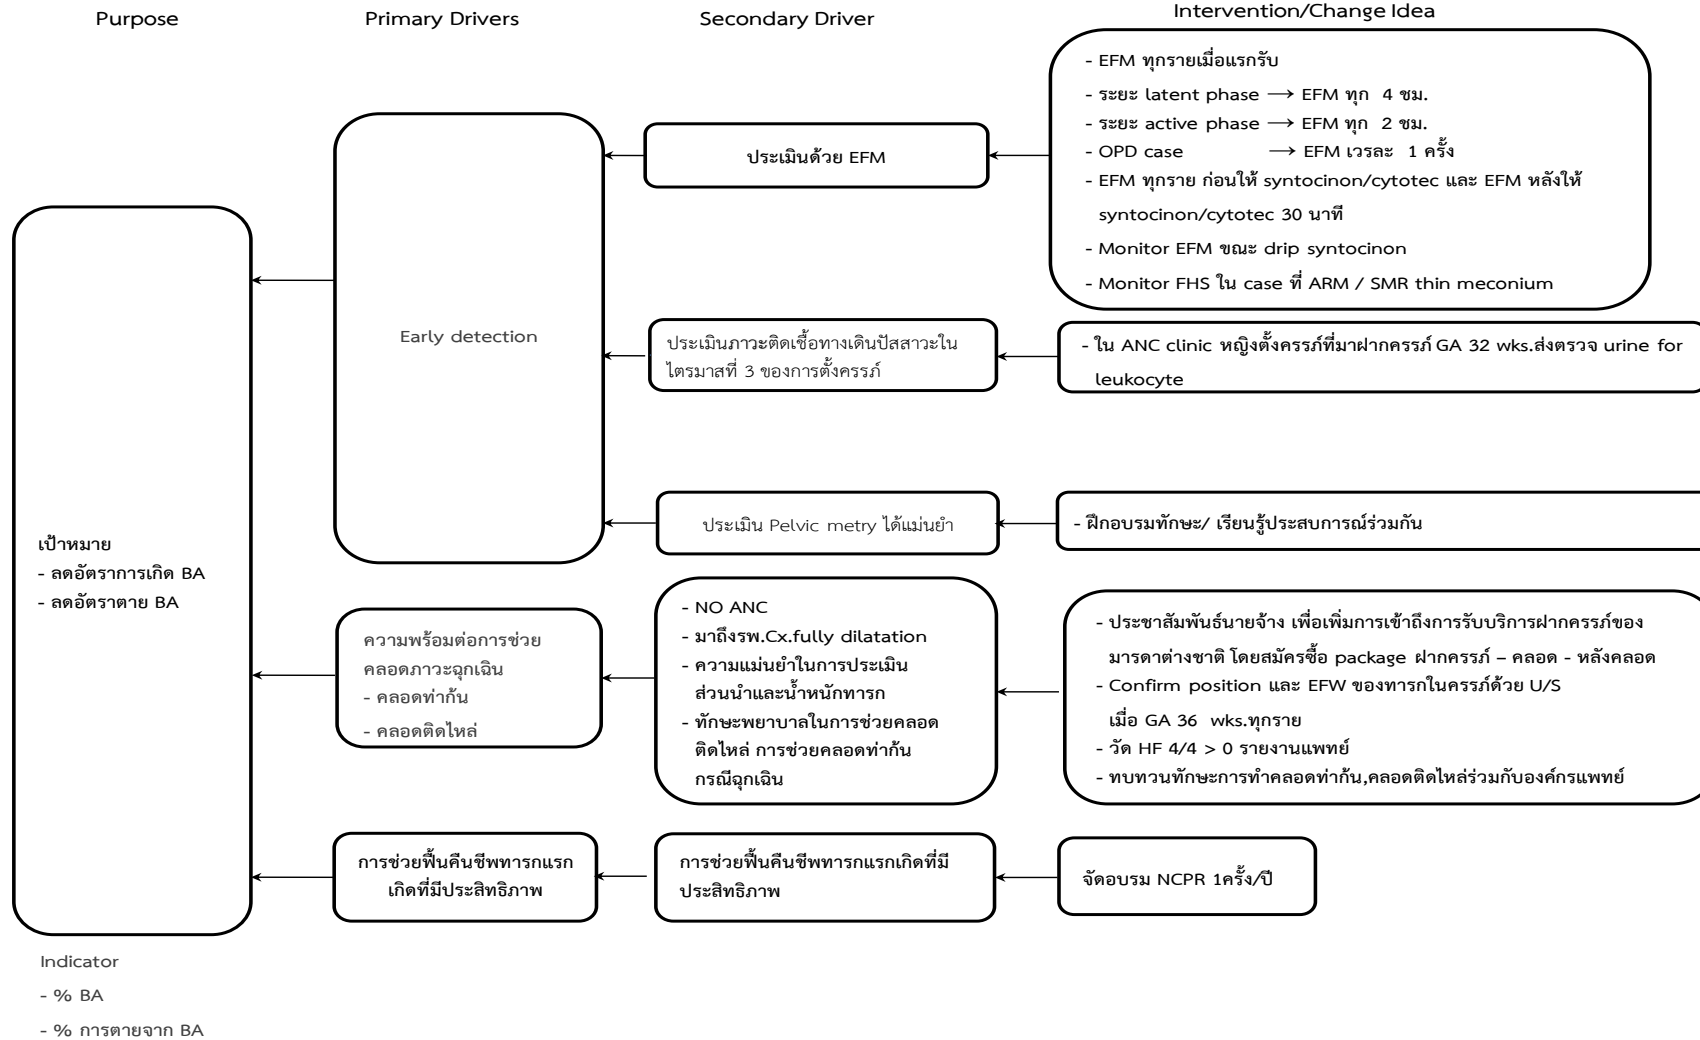 Purpose
Primary Drivers
Secondary Driver
Intervention/Change Idea
เป้าหมาย
- ลดอัตราการเกิด BA
- ลดอัตราตาย BA
Early detection
ประเมินด้วย EFM
- EFM ทุกรายเมื่อแรกรับ
- ระยะ latent phase → EFM ทุก 4 ชม.
- ระยะ active phase → EFM ทุก 2 ชม.
- OPD case → EFM เวรละ 1 ครั้ง
- EFM ทุกราย ก่อนให้ syntocinon/cytotec และ EFM หลังให้
syntocinon/cytotec 30 นาที
- Monitor EFM ขณะ drip syntocinon
- Monitor FHS ใน case ที่ ARM / SMR thin meconium
ประเมินภาวะติดเชื้อทางเดินปัสสาวะใน
ไตรมาสที่ 3 ของการตั้งครรภ์
- ใน ANC clinic หญิงตั้งครรภ์ที่มาฝากครรภ์ GA 32 wks.ส่งตรวจ urine for
leukocyte
ประเมิน Pelvic metry ได้แม่นยำ
- ฝึกอบรมทักษะ/ เรียนรู้ประสบการณ์ร่วมกัน
ความพร้อมต่อการช่วย
คลอดภาวะฉุกเฉิน
- คลอดท่าก้น
- คลอดติดไหล่
- NO ANC
- มาถึงรพ.Cx.fully dilatation
- ความแม่นยำในการประเมิน
ส่วนนำและน้ำหนักทารก
- ทักษะพยาบาลในการช่วยคลอด
ติดไหล่ การช่วยคลอดท่าก้น
กรณีฉุกเฉิน
- ประชาสัมพันธ์นายจ้าง เพื่อเพิ่มการเข้าถึงการรับบริการฝากครรภ์ของ
มารดาต่างชาติ โดยสมัครซื้อ package ฝากครรภ์ – คลอด - หลังคลอด
- Confirm position และ EFW ของทารกในครรภ์ด้วย U/S
เมื่อ GA 36 wks.ทุกราย
- วัด HF 4/4 > 0 รายงานแพทย์
- ทบทวนทักษะการทำคลอดท่าก้น,คลอดติดไหล่ร่วมกับองค์กรแพทย์
การช่วยฟื้นคืนชีพทารกแรก
เกิดที่มีประสิทธิภาพ
การช่วยฟื้นคืนชีพทารกแรกเกิดที่มี
ประสิทธิภาพ
จัดอบรม NCPR 1ครั้ง/ปี
Indicator
- % BA
- % การตายจาก BA